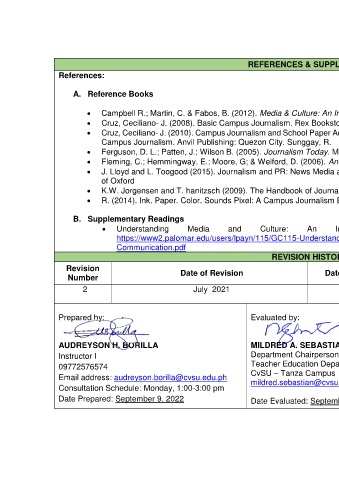 REFERENCES & SUPPL
References:
A. Reference Books
• Campbell R.; Martin, C. & Fabos, B. (2012). Media & Culture: An In
• Cruz, Ceciliano- J. (2008). Basic Campus Journalism. Rex Booksto
• Cruz, Ceciliano- J. (2010). Campus Journalism and School Paper A
Campus Journalism. Anvil Publishing: Quezon City. Sunggay, R.
• Ferguson, D. L.; Patten, J.; Wilson B. (2005). Journalism Today. M
• Fleming, C.; Hemmingway, E.; Moore, G; & Welford, D. (2006). An
• J. Lloyd and L. Toogood (2015). Journalism and PR: News Media a
of Oxford
• K.W. Jorgensen and T. hanitzsch (2009). The Handbook of Journa
• R. (2014). Ink. Paper. Color. Sounds Pixel: A Campus Journalism E
B. Supplementary Readings
• Understanding Media and Culture: An In
https://www2.palomar.edu/users/lpayn/115/GC115-Understand
Communication.pdf
REVISION HISTOR
Revision Number
Date of Revision
Date
2
July 2021
Prepared by:
AUDREYSON H. BORILLA
Instructor I
09772576574
Email address: audreyson.borilla@cvsu.edu.ph
Consultation Schedule: Monday, 1:00-3:00 pm
Date Prepared: September 9, 2022
Evaluated by:
MILDRED A. SEBASTIA
Department Chairperson
Teacher Education Depa
CvSU – Tanza Campus
mildred.sebastian@cvsu
Date Evaluated: Septem